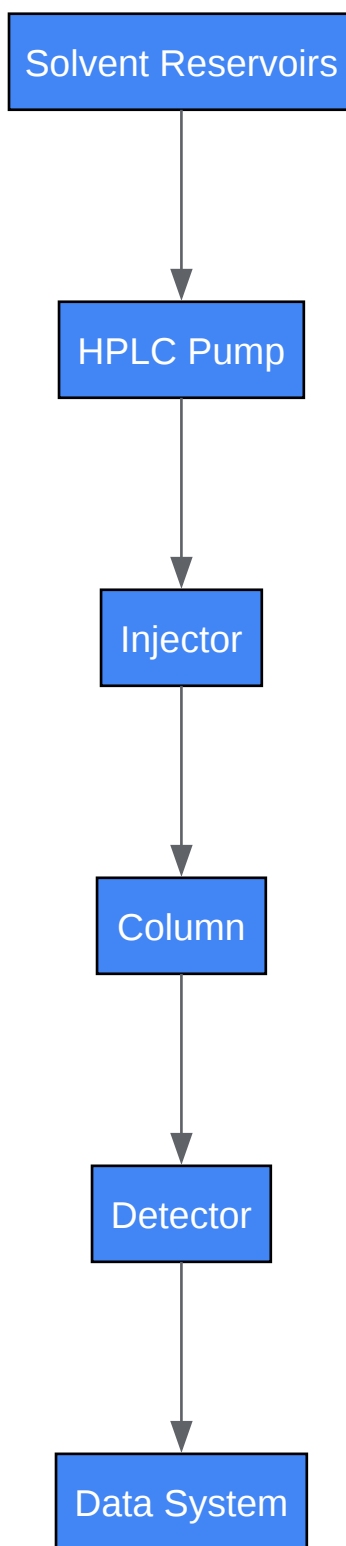 Solvent Reservoirs
HPLC Pump
Injector
Column
Detector
Data System